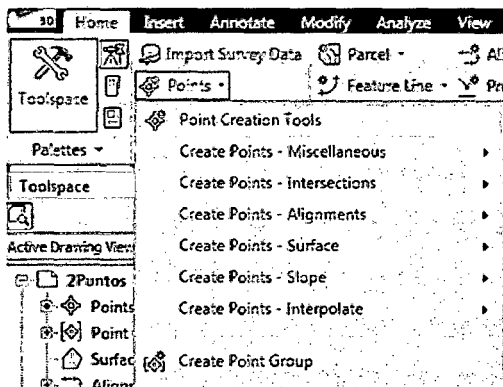 3D Home Insert Annotate Modify Analyze View
Import Survey Data Parcel
Toolspace Points Feature Line
Point Creation Tools
Palettes Create Points - Miscellaneous
Toolspace Create Points - Intersections
Create Points - Alignments
Active Drawing View Create Points - Surface
2Puntos Create Points - Slope
Points Create Points - Interpolate
Point
Surfac Create Point Group